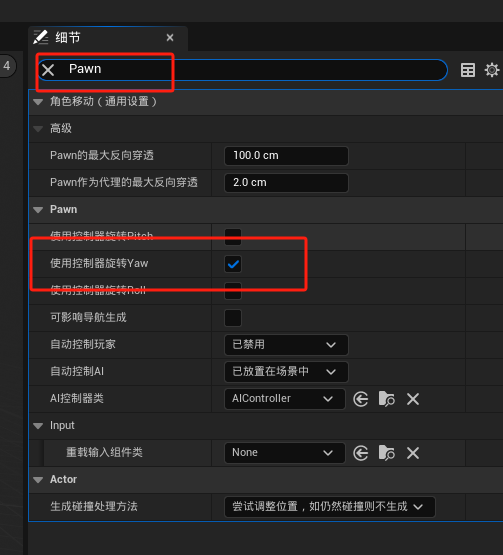 细节
4
Pawn
角色移动（通用设置）
高级
Pawn的最大反向穿透 100.0 cm
Pawn作为代理的最大反向穿透 2.0 cm
Pawn
使用控制器旋转Pitch
使用控制器旋转Yaw
使用控制器旋转Roll
可影响导航生成
自动控制玩家 已禁用
自动控制AI 已放置在场景中
AI控制器类 AIController
Input
重载输入组件类 None
Actor
生成碰撞处理方法 尝试调整位置，如仍然碰撞则不生成